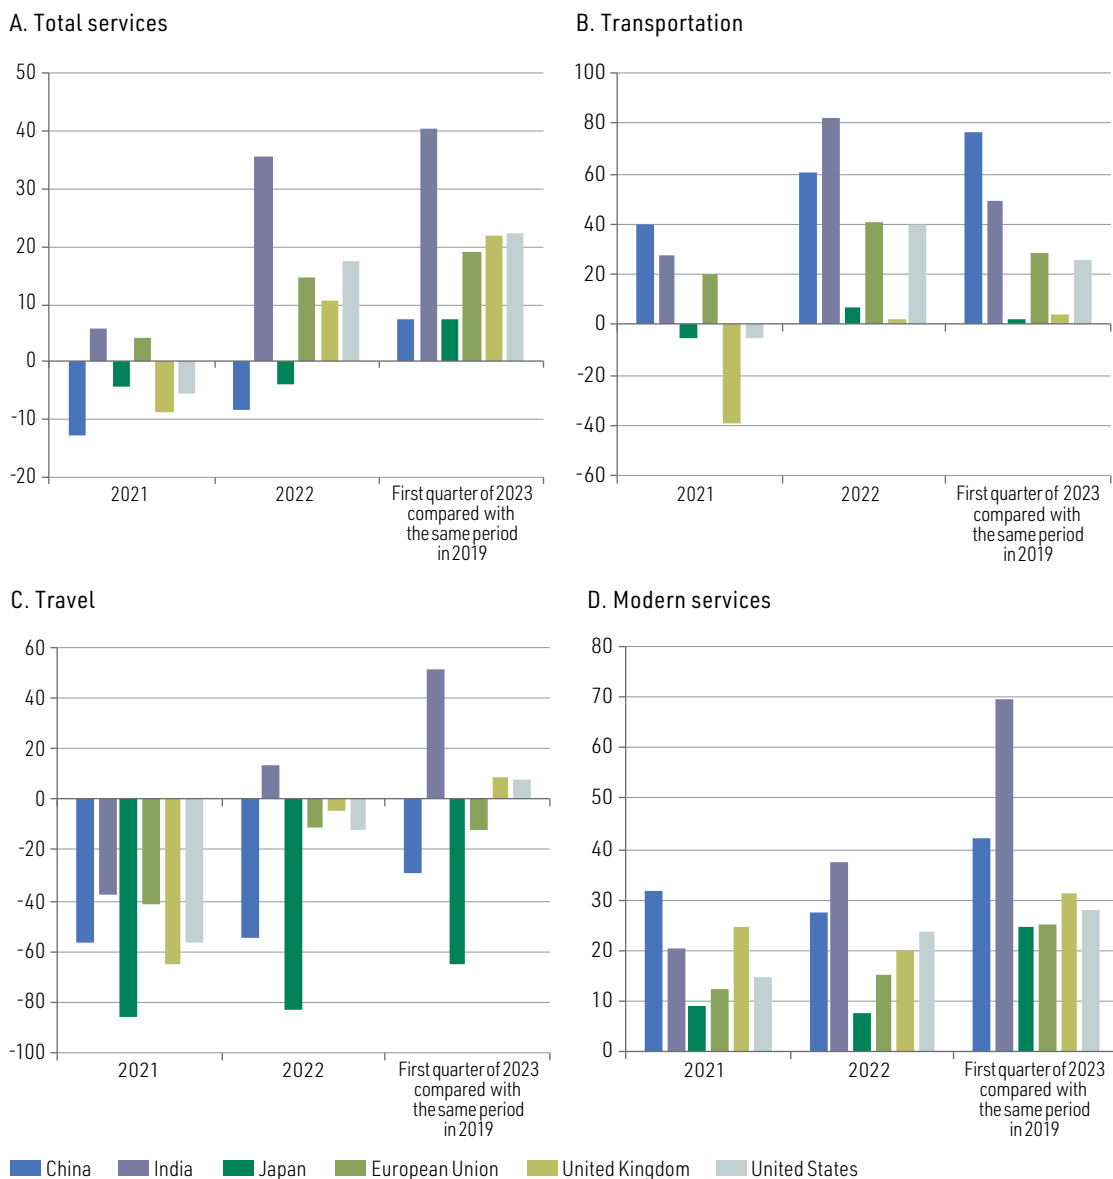 A. Total services
50
40
30
20
10
0
-10
-20
2021
2022
First quarter of 2023
compared with
the same period
in 2019
B. Transportation
100
80
60
40
20
0
-20
-40
-60
2021
2022
First quarter of 2023
compared with
the same period
in 2019
C. Travel
60
40
20
0
-20
-40
-60
-80
-100
2021
2022
First quarter of 2023
compared with
the same period
in 2019
D. Modern services
80
70
60
50
40
30
20
10
0
2021
2022
First quarter of 2023
compared with
the same period
in 2019
China India Japan European Union United Kingdom United States